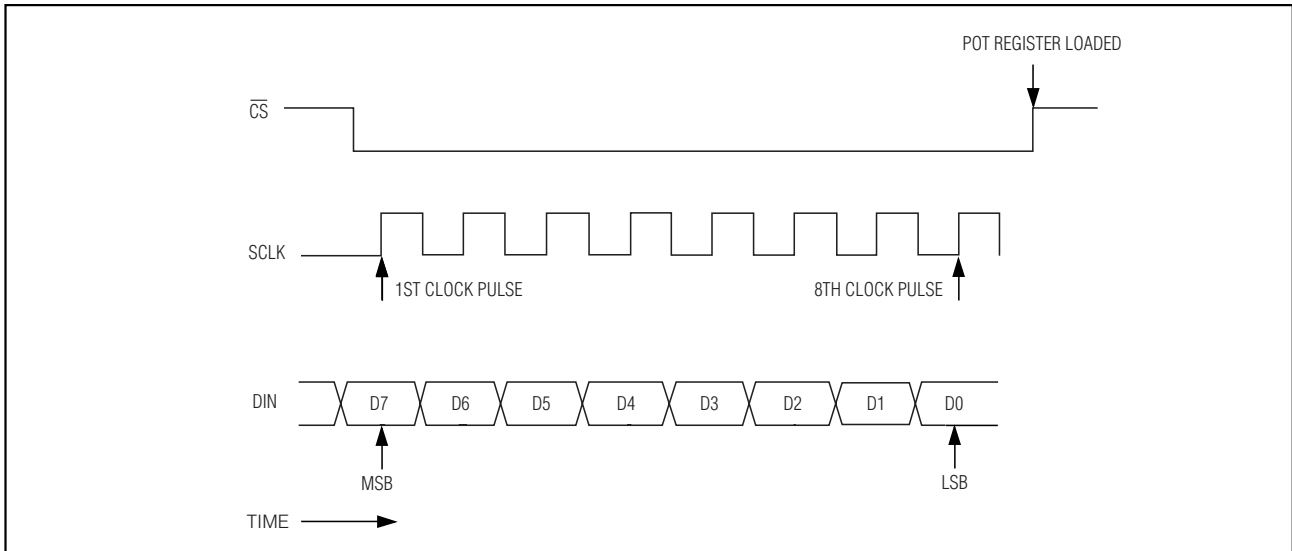 POT REGISTER LOADED
C̅S̅
SCLK
1ST CLOCK PULSE
8TH CLOCK PULSE
DIN
D7
D6
D5
D4
D3
D2
D1
D0
MSB
LSB
TIME